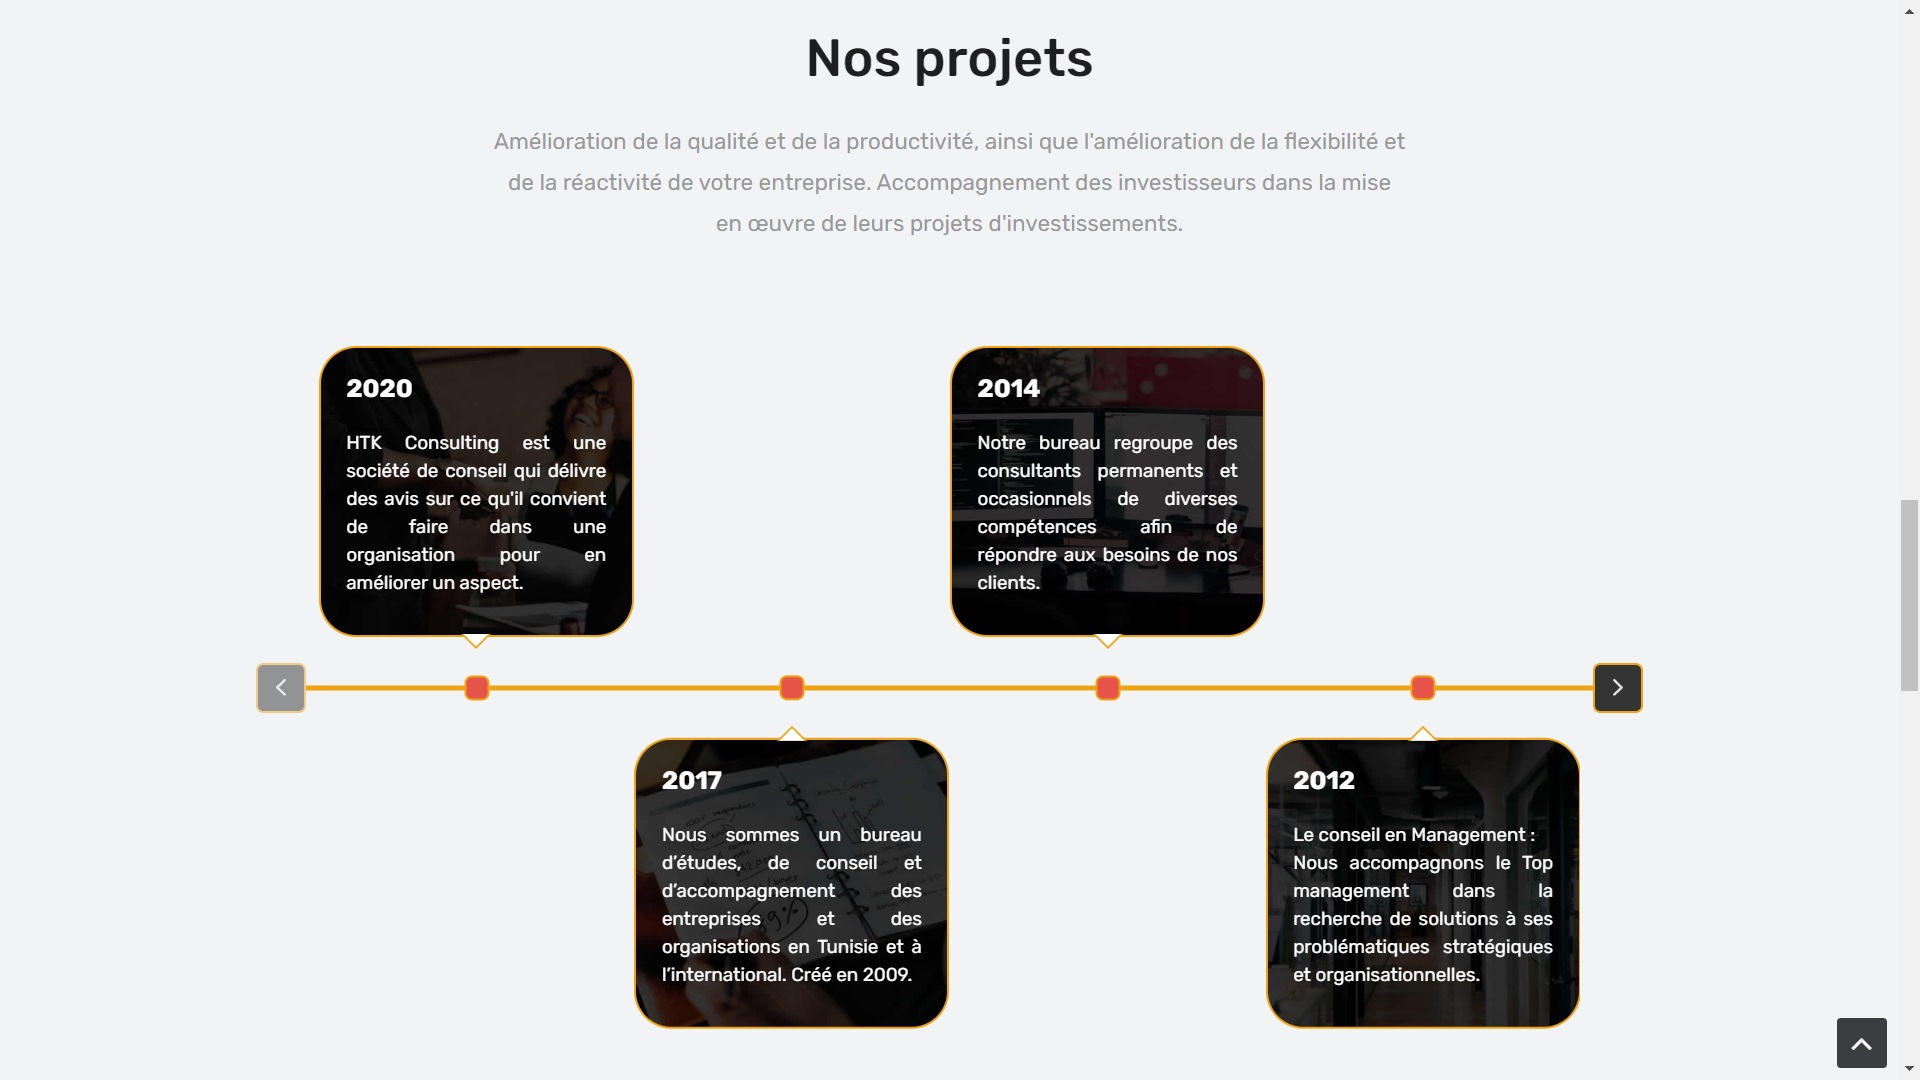 Nos projets
Amélioration de la qualité et de la productivité, ainsi que l'amélioration de la flexibilité et
de la réactivité de votre entreprise. Accompagnement des investisseurs dans la mise
en œuvre de leurs projets d'investissements.
2020
HTK Consulting est une
société de conseil qui délivre
des avis sur ce qu'il convient
de faire dans une
organisation pour en
améliorer un aspect.
2014
Notre bureau regroupe des
consultants permanents et
occasionnels de diverses
compétences afin de
répondre aux besoins de nos
clients.
2017
Nous sommes un bureau
d’études, de conseil et
d’accompagnement des
entreprises et des
organisations en Tunisie et à
l’international. Créé en 2009.
2012
Le conseil en Management :
Nous accompagnons le Top
management dans la
recherche de solutions à ses
problématiques stratégiques
et organisationnelles.